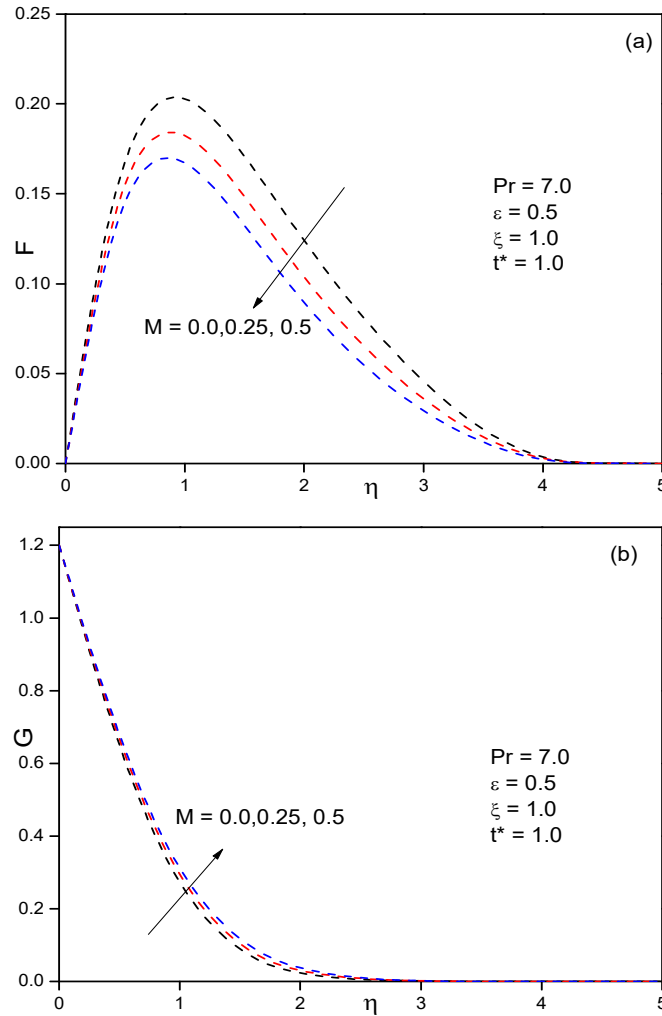 0.25
(a)
0.20
0.15
Pr = 7.0
ε = 0.5
F
ξ = 1.0
0.10
t* = 1.0
M = 0.0,0.25, 0.5
0.05
0.00
0 1 2 3 4 5
η
1.2
(b)
1.0
0.8
G
0.6
Pr = 7.0
ε = 0.5
M = 0.0,0.25, 0.5
ξ = 1.0
0.4
t* = 1.0
0.2
0.0
0 1 2 3 4 5
η